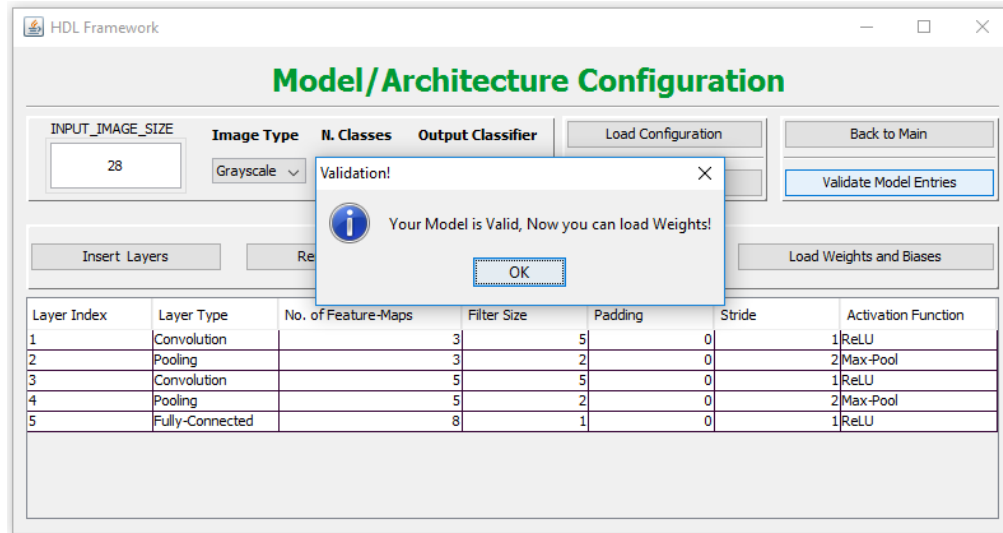 HDL Framework
Model/Architecture Configuration
INPUT_IMAGE_SIZE
Image Type N. Classes Output Classifier
Load Configuration
Back to Main
28
Grayscale
Validate Model Entries
Validation!
Your Model is Valid, Now you can load Weights!
OK
Insert Layers
Load Weights and Biases
Layer Index Layer Type No. of Feature-Maps Filter Size Padding Stride Activation Function
1 Convolution 3 5 0 1 ReLU
2 Pooling 3 2 0 2 Max-Pool
3 Convolution 5 5 0 1 ReLU
4 Pooling 5 2 0 2 Max-Pool
5 Fully-Connected 8 1 0 1 ReLU